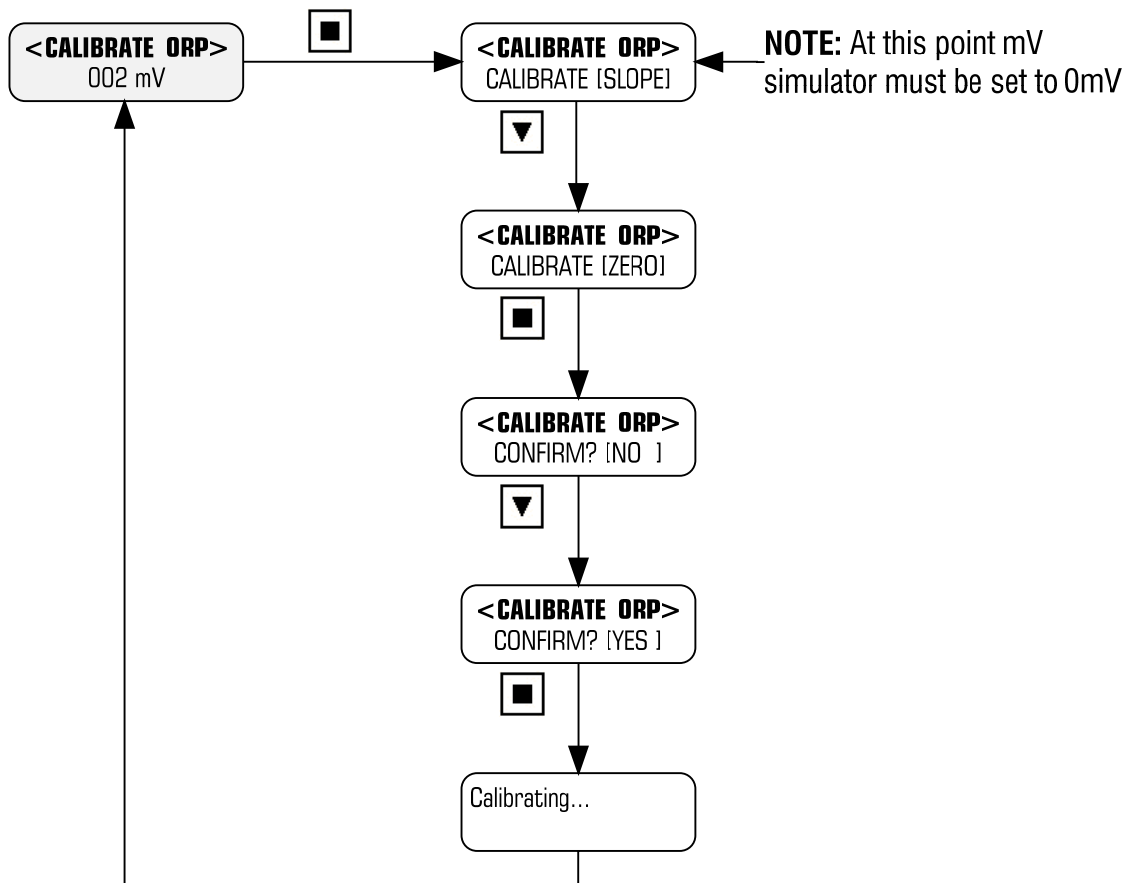 <CALIBRATE ORP>
002 mV
<CALIBRATE ORP>
CALIBRATE [SLOPE]
NOTE: At this point mV
simulator must be set to 0mV
<CALIBRATE ORP>
CALIBRATE [ZERO]
<CALIBRATE ORP>
CONFIRM? [NO  ]
<CALIBRATE ORP>
CONFIRM? [YES ]
Calibrating...